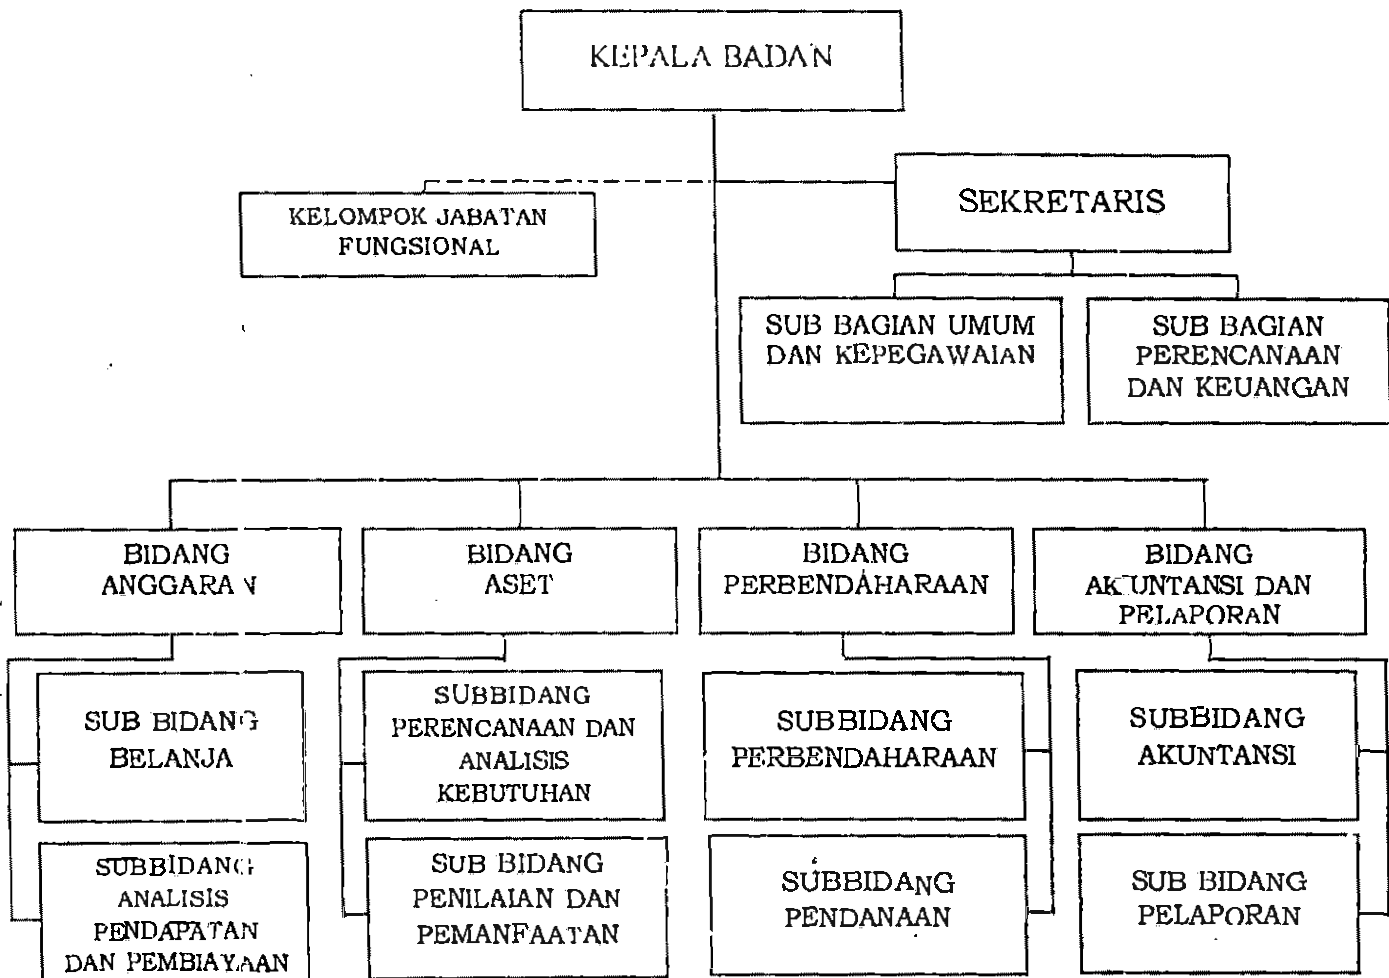 KEPALA BADAN
KELOMPOK JABATAN
FUNGSIONAL
SEKRETARIS
SUB BAGIAN UMUM
DAN KEPEGAWAIAN
SUB BAGIAN
PERENCANAAN
DAN KEUANGAN
BIDANG
ANGGARAN
BIDANG
ASET
BIDANG
PERBENDAHARAAN
BIDANG
AKUNTANSI DAN
PELAPORAN
SUB BIDANG
BELANJA
SUBBIDANG
PERENCANAAN DAN
ANALISIS
KEBUTUHAN
SUBBIDANG
PERBENDAHARAAN
SUBBIDANG
AKUNTANSI
SUBBIDANG
ANALISIS
PENDAPATAN
DAN PEMBIAYAAN
SUB BIDANG
PENILAIAN DAN
PEMANFAATAN
SUBBIDANG
PENDANAAN
SUB BIDANG
PELAPORAN